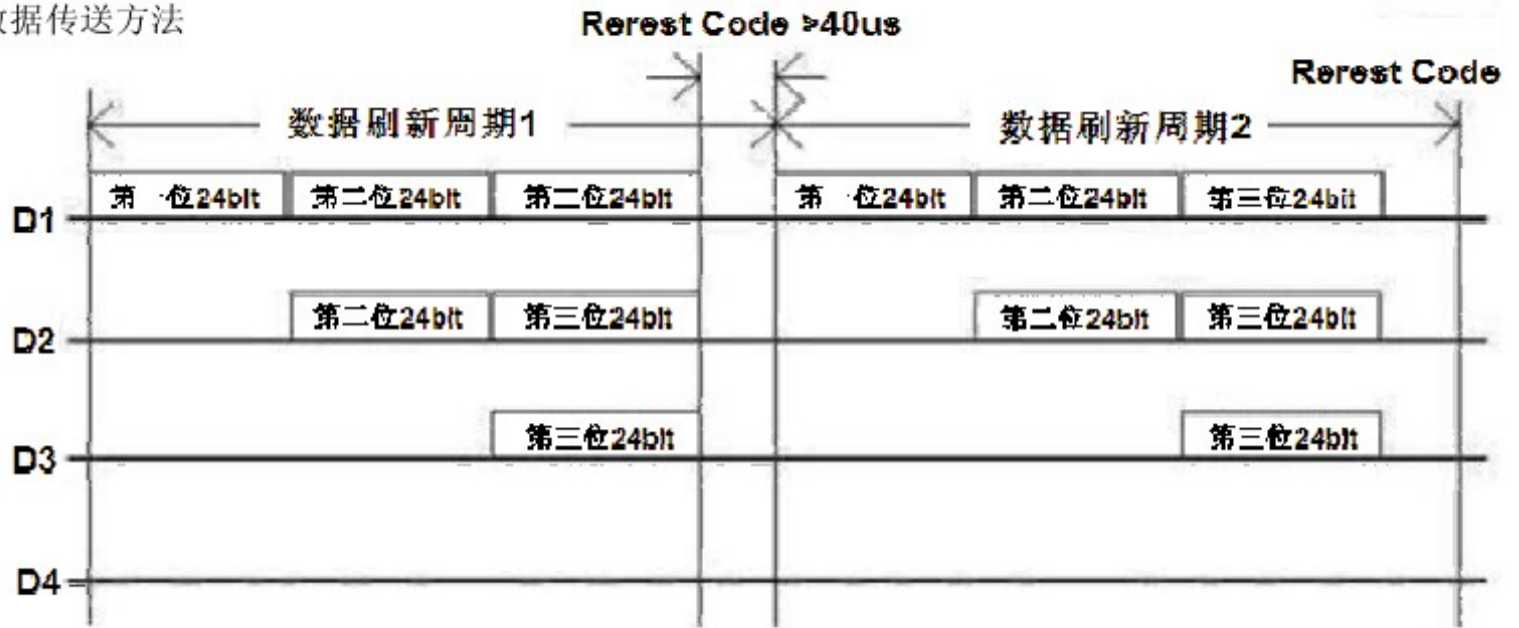 数据传送方法
Rerest Code >40us
Rerest Code
数据刷新周期1
数据刷新周期2
D1
第一位24bit
第二位24bit
第二位24bit
第一位24bit
第二位24bit
第三位24bit
D2
第二位24bit
第三位24bit
第二位24bit
第三位24bit
D3
第三位24bit
第三位24bit
D4